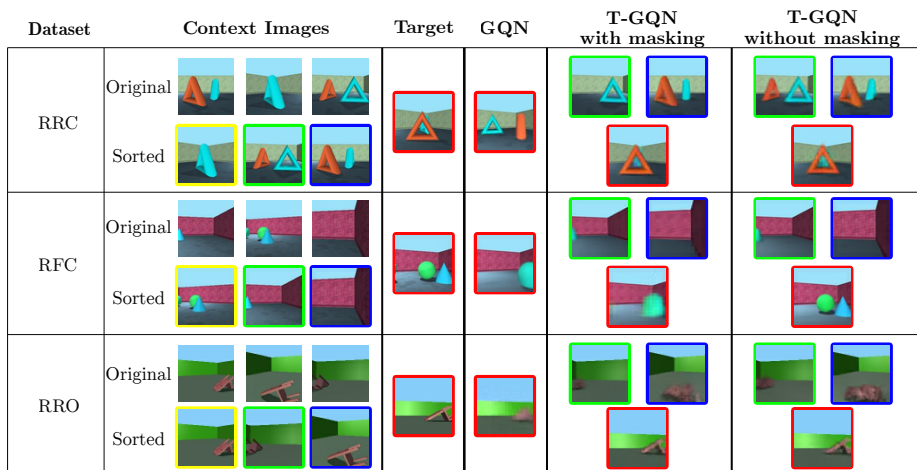 Dataset
Context Images
Target
GQN
T-GQN
with masking
T-GQN
without masking
RRC
Original
Sorted
RFC
Original
Sorted
RRO
Original
Sorted